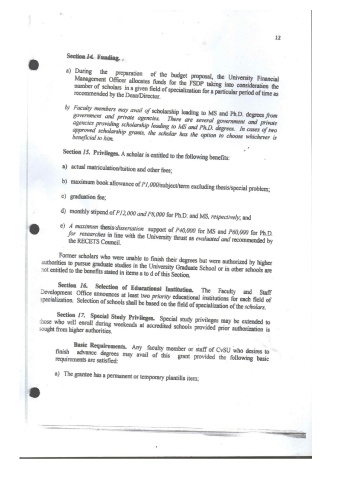 12
Section 14. Funding. .
a) During the preparation of the budget proposal, the University Financial
Management Officer allocates funds for the FSDP taking into consideration the
number of scholars in a given field of specialization for a particular period of time as
recommended by the Dean/Director.
b) Faculty members may avail of scholarship leading to MS and Ph.D. degrees from
government and private agencies. There are several government and private
agencies providing scholarship leading to MS and Ph.D. degrees. In cases of two
approved scholarship grants, the scholar has the option to choose whichever is
beneficial to him.
Section 15. Privileges. A scholar is entitled to the following benefits:
a) actual matriculation/tuition and other fees;
b) maximum book allowance of P1,000/subject/term excluding thesis/special problem;
c) graduation fee;
d) monthly stipend of P12,000 and P8,000 for Ph.D. and MS, respectively; and
e) A maximum thesis/dissertation support of P40,000 for MS and P60,000 for Ph.D.
for researches in line with the University thrust as evaluated and recommended by
the RECETS Council.
Former scholars who were unable to finish their degrees but were authorized by higher
authorities to pursue graduate studies in the University Graduate School or in other schools are
not entitled to the benefits stated in items a to d of this Section.
Section 16. Selection of Educational Institution. The Faculty and Staff
Development Office announces at least two priority educational institutions for each field of
specialization. Selection of schools shall be based on the field of specialization of the scholars.
Section 17. Special Study Privileges. Special study privileges may be extended to
those who will enroll during weekends at accredited schools provided prior authorization is
sought from higher authorities.
Basic Requirements. Any faculty member or staff of CvSU who desires to
finish advance degrees may avail of this grant provided the following basic
requirements are satisfied:
a) The grantee has a permanent or temporary plantilla item;